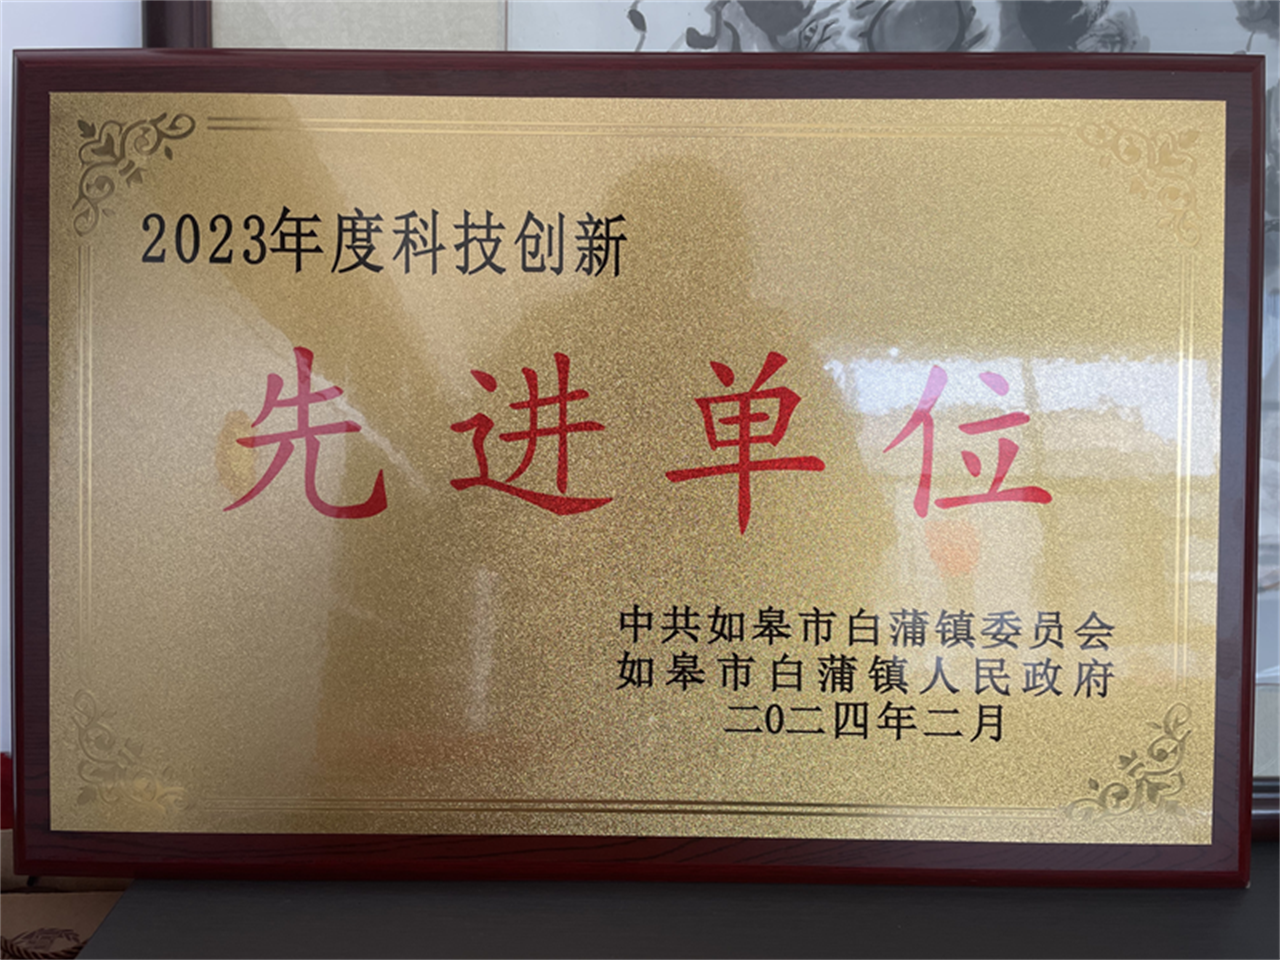 2023年度科技创新
先进单位
中共如皋市白蒲镇委员会
如皋市白蒲镇人民政府
二0二四年二月